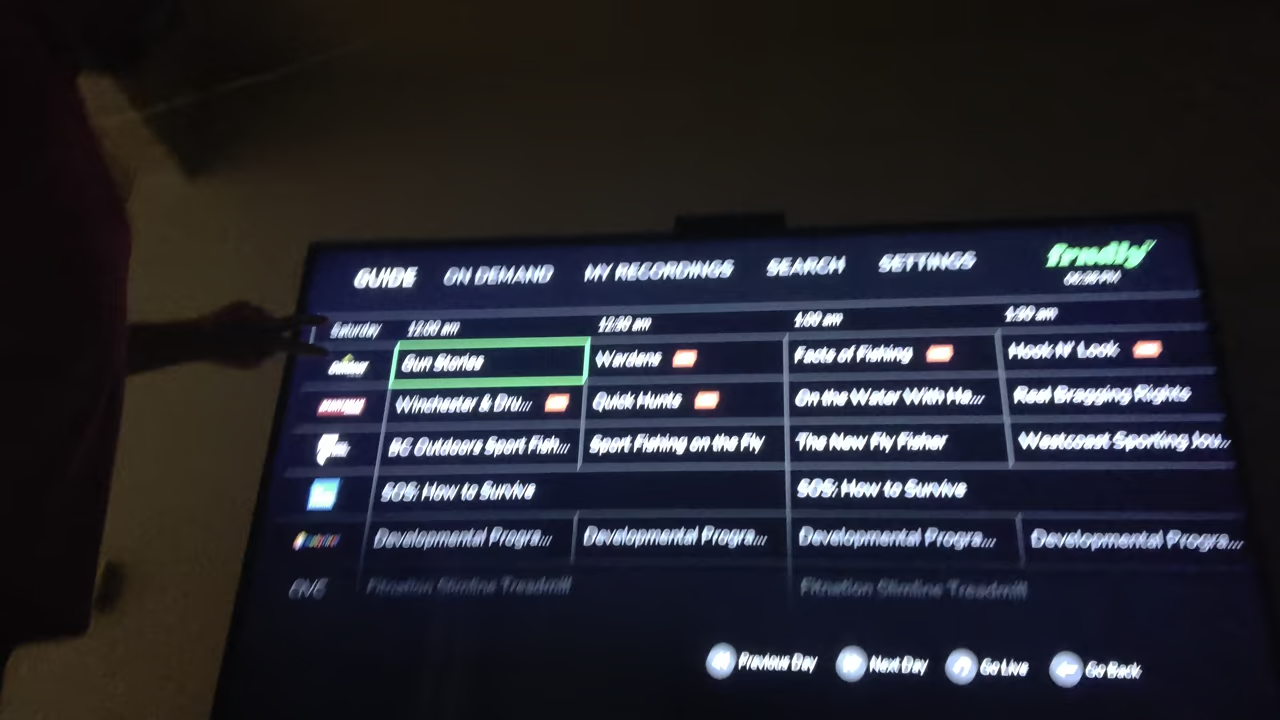 GUIDE ON DEMAND MY RECORDINGS SEARCH SETTINGS frndly
Saturday 12:00 am 12:30 am 1:00 am 1:30 am
Gun Stories Wardens Facts of Fishing Hook N' Look
Winchester & Dru... Quick Hunts On the Water With Ha... Real Bragging Rights
BC Outdoors Sport Fish... Sport Fishing on the Fly The New Fly Fisher Westcoast Sporting Jou...
SOS: How to Survive SOS: How to Survive
Developmental Progra... Developmental Progra... Developmental Progra... Developmental Progra...
Fitnation Slimline Treadmill Fitnation Slimline Treadmill
Previous Day Next Day Go Live Go Back